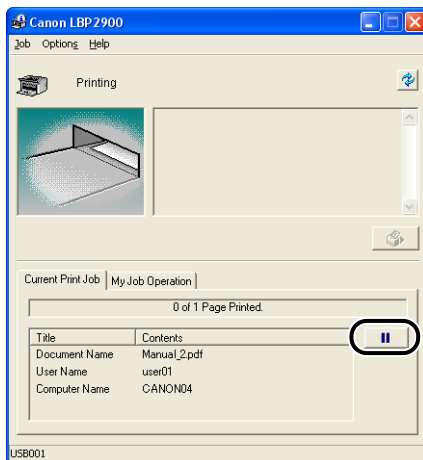 Canon LBP2900
Job Options Help
Printing
Current Print Job My Job Operation
0 of 1 Page Printed.
Title Contents
Document Name Manual_2.pdf
User Name user01
Computer Name CANON04
USB001